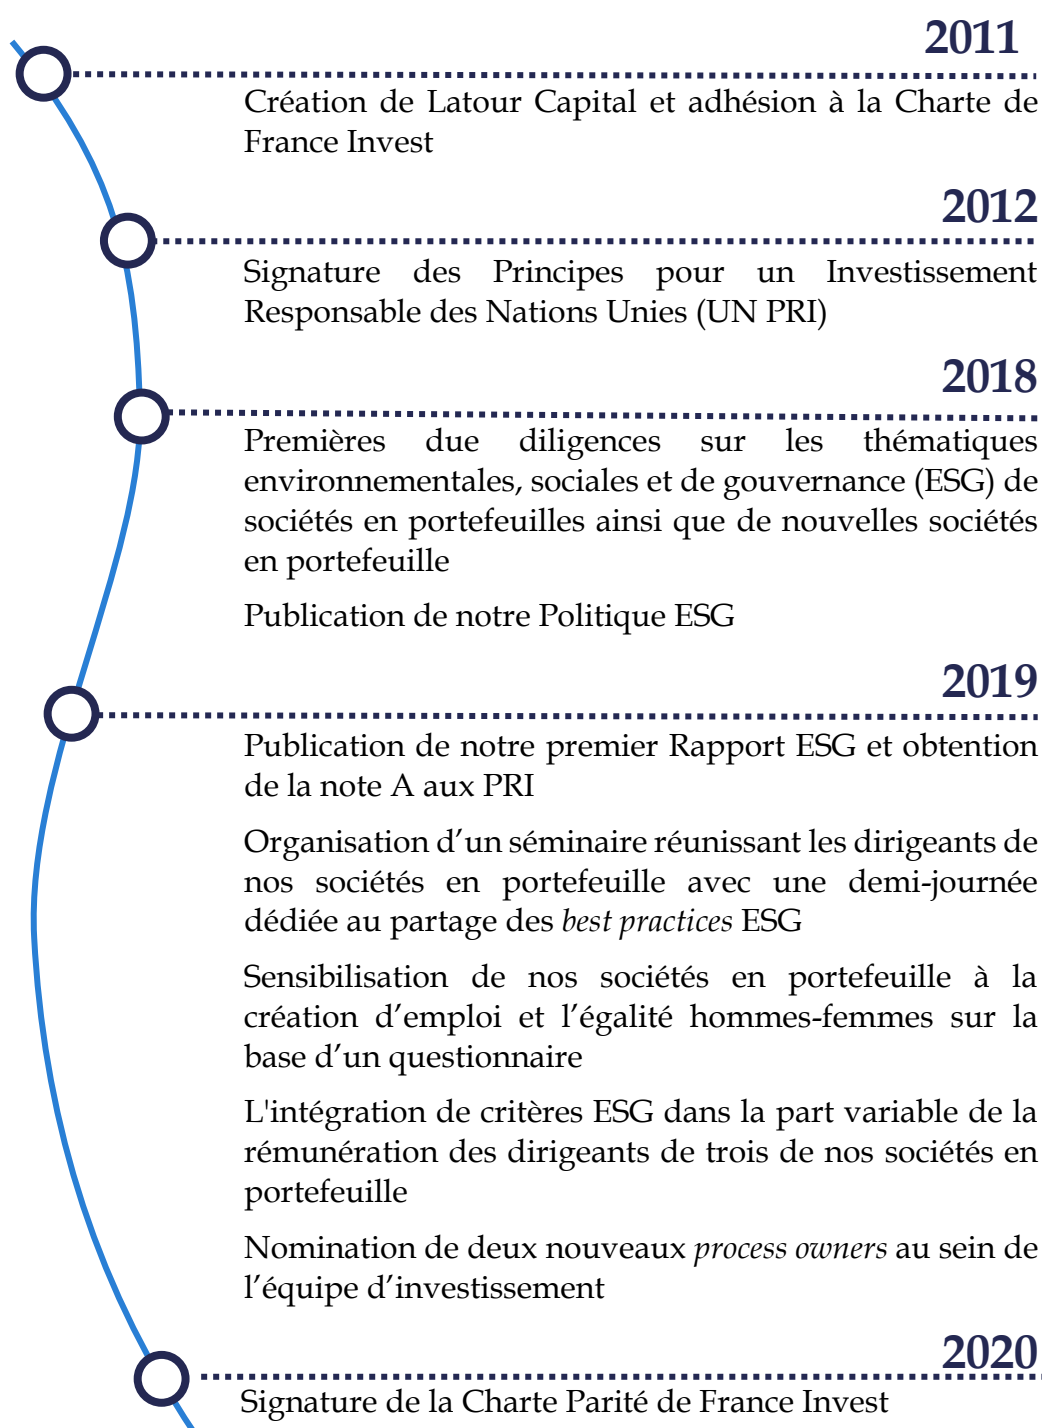 2011
Création de Latour Capital et adhésion à la Charte de
France Invest
2012
Signature des Principes pour un Investissement
Responsable des Nations Unies (UN PRI)
2018
Premières due diligences sur les thématiques
environnementales, sociales et de gouvernance (ESG) de
sociétés en portefeuilles ainsi que de nouvelles sociétés
en portefeuille
Publication de notre Politique ESG
2019
Publication de notre premier Rapport ESG et obtention
de la note A aux PRI
Organisation d’un séminaire réunissant les dirigeants de
nos sociétés en portefeuille avec une demi-journée
dédiée au partage des best practices ESG
Sensibilisation de nos sociétés en portefeuille à la
création d’emploi et l’égalité hommes-femmes sur la
base d’un questionnaire
L'intégration de critères ESG dans la part variable de la
rémunération des dirigeants de trois de nos sociétés en
portefeuille
Nomination de deux nouveaux process owners au sein de
l’équipe d’investissement
2020
Signature de la Charte Parité de France Invest